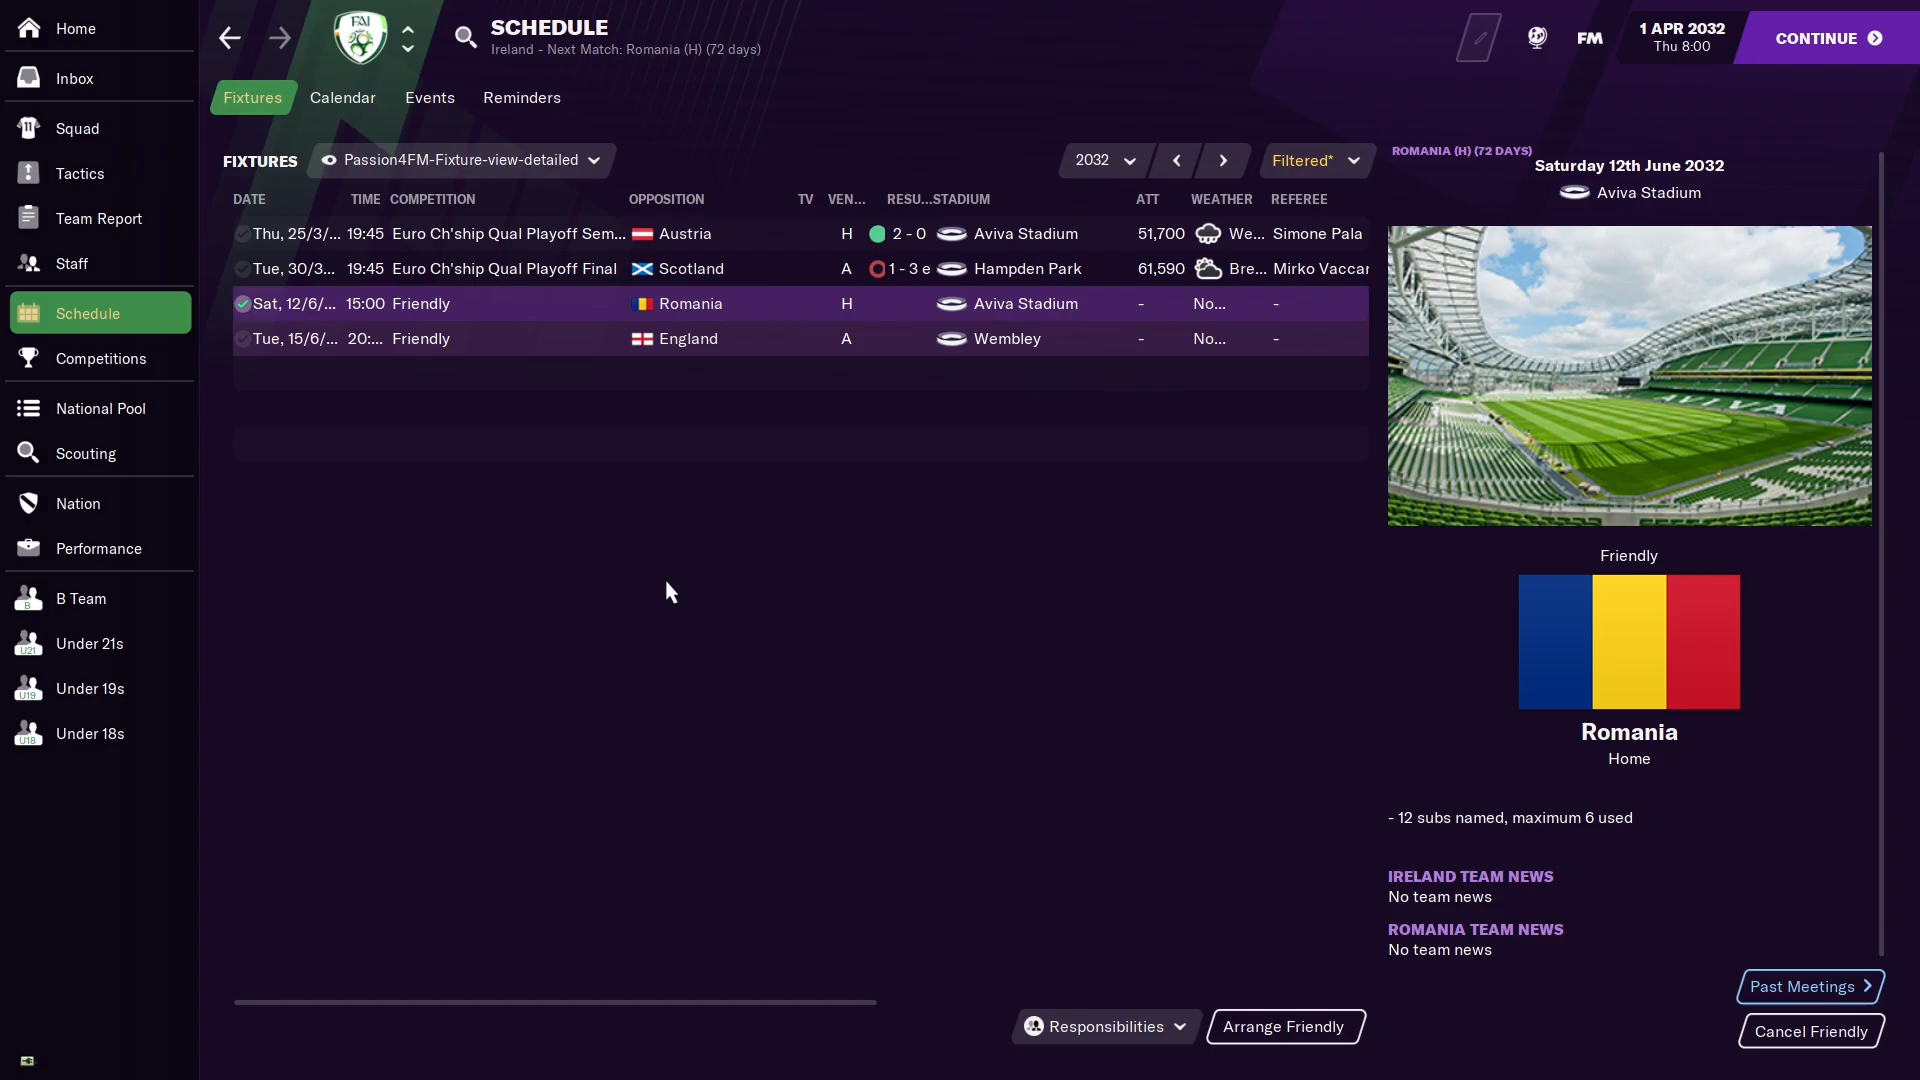 Home
Inbox
Squad
Tactics
Team Report
Staff
Schedule
Competitions
National Pool
Scouting
Nation
Performance
B
B Team
U21
Under 21s
U19
Under 19s
U18
Under 18s
FAI
SCHEDULE
Ireland - Next Match: Romania (H) (72 days)
FM
1 APR 2032
Thu 8:00
CONTINUE
Fixtures Calendar Events Reminders
FIXTURES Passion4FM-Fixture-view-detailed 2032 Filtered*
DATE TIME COMPETITION OPPOSITION TV VEN... RESU... STADIUM ATT WEATHER REFEREE
Thu, 25/3/... 19:45 Euro Ch'ship Qual Playoff Sem... Austria H 2 - 0 Aviva Stadium 51,700 We... Simone Pala
Tue, 30/3... 19:45 Euro Ch'ship Qual Playoff Final Scotland A 1 - 3 e Hampden Park 61,590 Bre... Mirko Vaccar
Sat, 12/6/... 15:00 Friendly Romania H Aviva Stadium - No... -
Tue, 15/6/... 20:... Friendly England A Wembley - No... -
Responsibilities Arrange Friendly
ROMANIA (H) (72 DAYS)
Saturday 12th June 2032
Aviva Stadium
Friendly
Romania
Home
- 12 subs named, maximum 6 used
IRELAND TEAM NEWS
No team news
ROMANIA TEAM NEWS
No team news
Past Meetings
Cancel Friendly